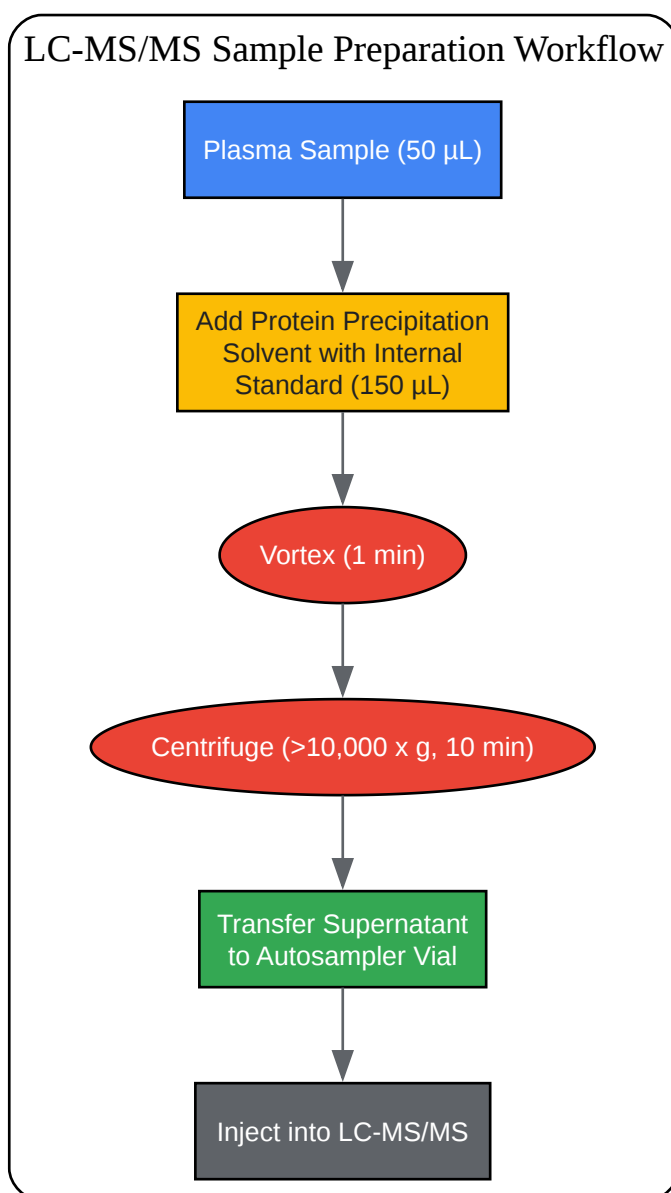 LC-MS/MS Sample Preparation Workflow
Plasma Sample (50 µL)
Add Protein Precipitation
Solvent with Internal
Standard (150 µL)
Vortex (1 min)
Centrifuge (>10,000 x g, 10 min)
Transfer Supernatant
to Autosampler Vial
Inject into LC-MS/MS